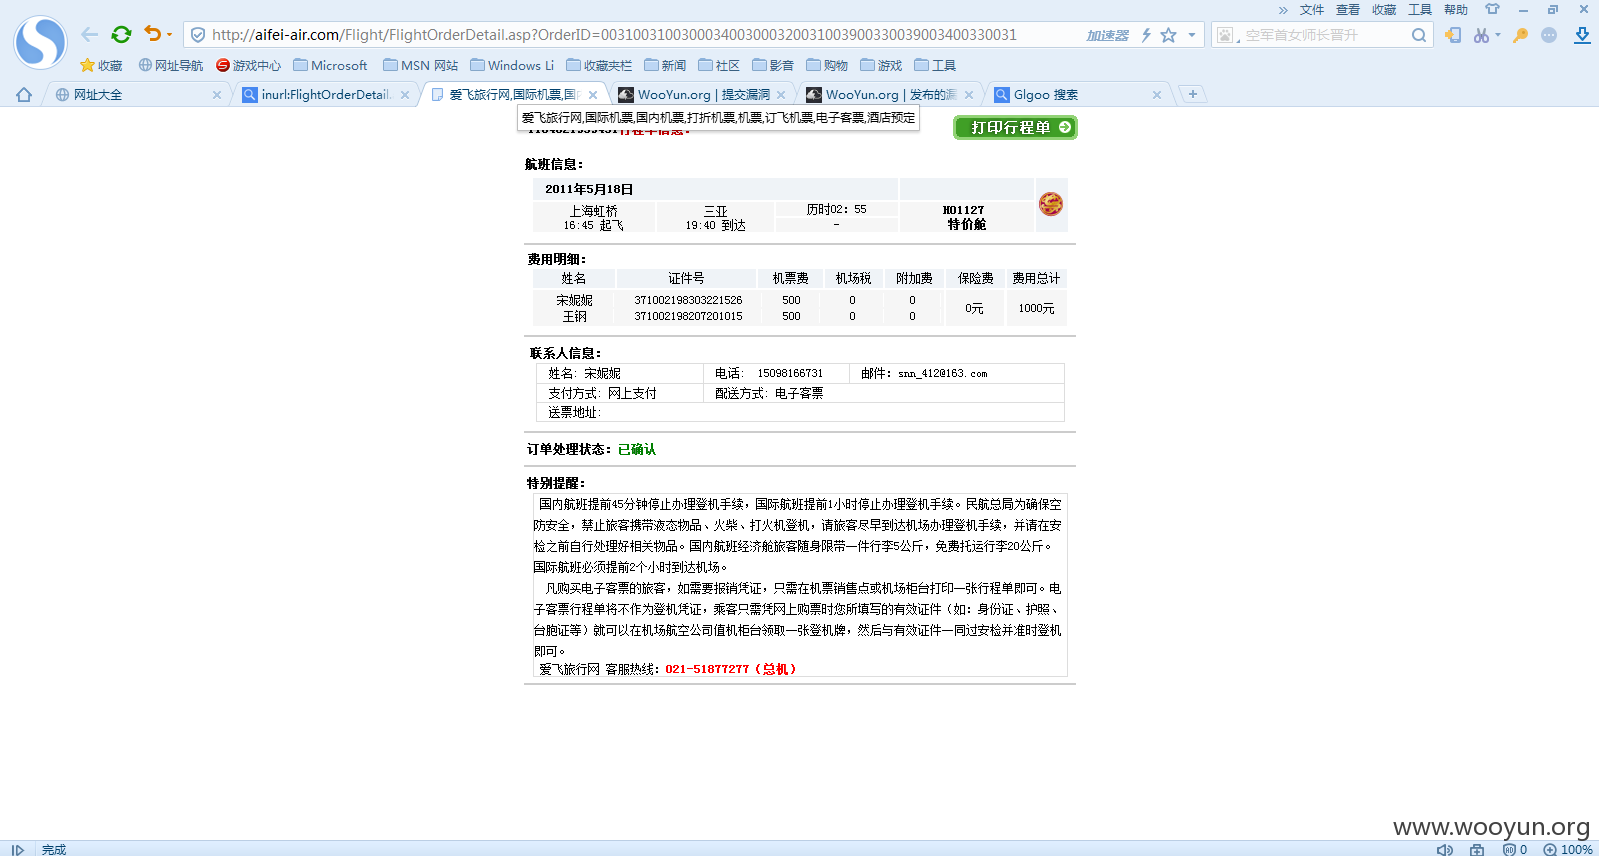 » 文件 查看 收藏 工具 帮助
http://aifei-air.com/Flight/FlightOrderDetail.asp?OrderID=003100310030003400300032003100390033003900340033​0031 加速器 空军首女师长晋升
收藏 网址导航 游戏中心 Microsoft MSN 网站 Windows Li 收藏夹栏 新闻 社区 影音 购物 游戏 工具
网址大全 inurl:FlightOrderDetail. 爱飞旅行网,国际机票,国内 WooYun.org | 提交漏洞 WooYun.org | 发布的漏 Glgoo 搜索
爱飞旅行网,国际机票,国内机票,打折机票,机票,订飞机票,电子客票,酒店预定
行程单信息:
打印行程单
航班信息:
2011年5月18日
上海虹桥 三亚 历时02: 55 HO1127
16:45 起飞 19:40 到达 - 特价舱
费用明细:
姓名 证件号 机票费 机场税 附加费 保险费 费用总计
宋妮妮 371002198303221526 500 0 0 0元 1000元
王钢 371002198207201015 500 0 0
联系人信息:
姓名: 宋妮妮 电话: 15098166731 邮件: snn_412@163.com
支付方式: 网上支付 配送方式: 电子客票
送票地址:
订单处理状态: 已确认
特别提醒:
国内航班提前45分钟停止办理登机手续，国际航班提前1小时停止办理登机手续。民航总局为确保空
防安全，禁止旅客携带液态物品、火柴、打火机登机，请旅客尽早到达机场办理登机手续，并请在安
检之前自行处理好相关物品。国内航班经济舱旅客随身限带一件行李5公斤，免费托运行李20公斤。
国际航班必须提前2个小时到达机场。
凡购买电子客票的旅客，如需要报销凭证，只需在机票销售点或机场柜台打印一张行程单即可。电
子客票行程单将不作为登机凭证，乘客只需凭网上购票时您所填写的有效证件（如: 身份证、护照、
台胞证等）就可以在机场航空公司值机柜台领取一张登机牌，然后与有效证件一同过安检并准时登机
即可。
爱飞旅行网 客服热线: 021-51877277（总机）
www.wooyun.org
完成 0 100%